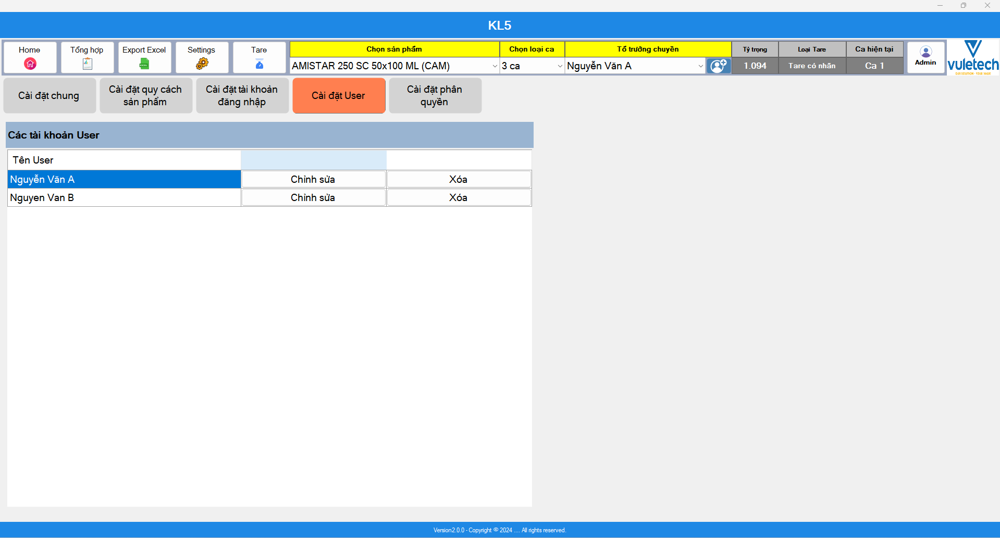 KL5
Home
Tổng hợp
Export Excel
Settings
Tare
Chọn sản phẩm
Chọn loại ca
Tổ trưởng chuyền
Tỷ trọng
Loại Tare
Ca hiện tại
AMISTAR 250 SC 50x100 ML (CAM)
3 ca
Nguyễn Văn A
1.094
Tare có nhãn
Ca 1
Admin
vuletech
OUR SOLUTION - YOUR VALUE
Cài đặt chung
Cài đặt quy cách
sản phẩm
Cài đặt tài khoản
đăng nhập
Cài đặt User
Cài đặt phân
quyền
Các tài khoản User
Tên User
Nguyễn Văn A
Chỉnh sửa
Xóa
Nguyen Van B
Chỉnh sửa
Xóa
Version2.0.0 - Copyright © 2024 .... All rights reserved.